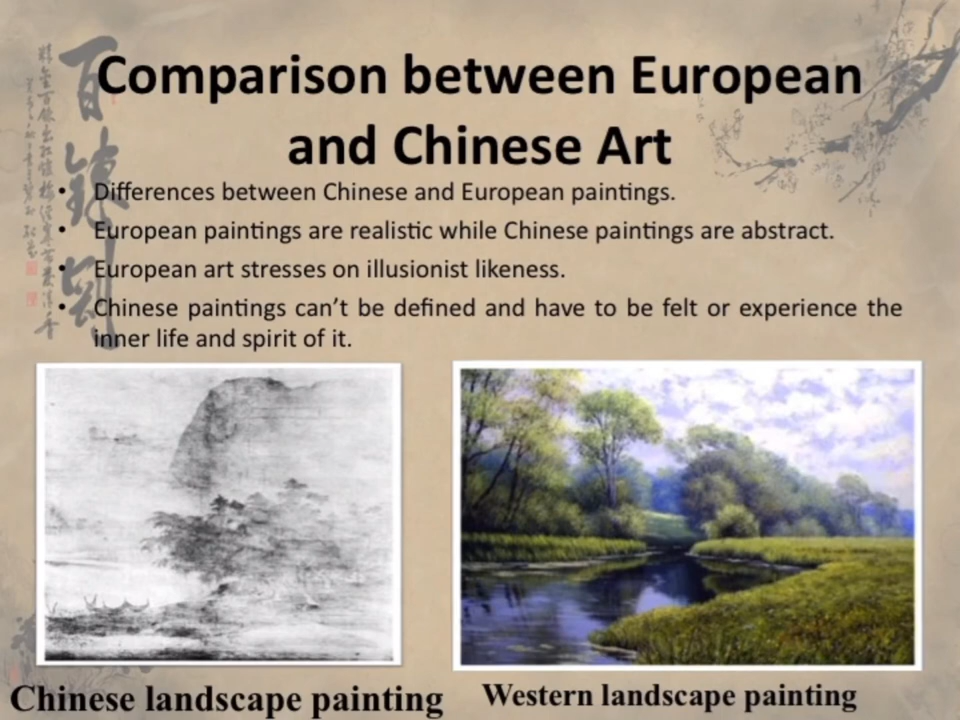 Comparison between European
and Chinese Art
• Differences between Chinese and European paintings.
• European paintings are realistic while Chinese paintings are abstract.
• European art stresses on illusionist likeness.
• Chinese paintings can't be defined and have to be felt or experience the
inner life and spirit of it.
Chinese landscape painting
Western landscape painting